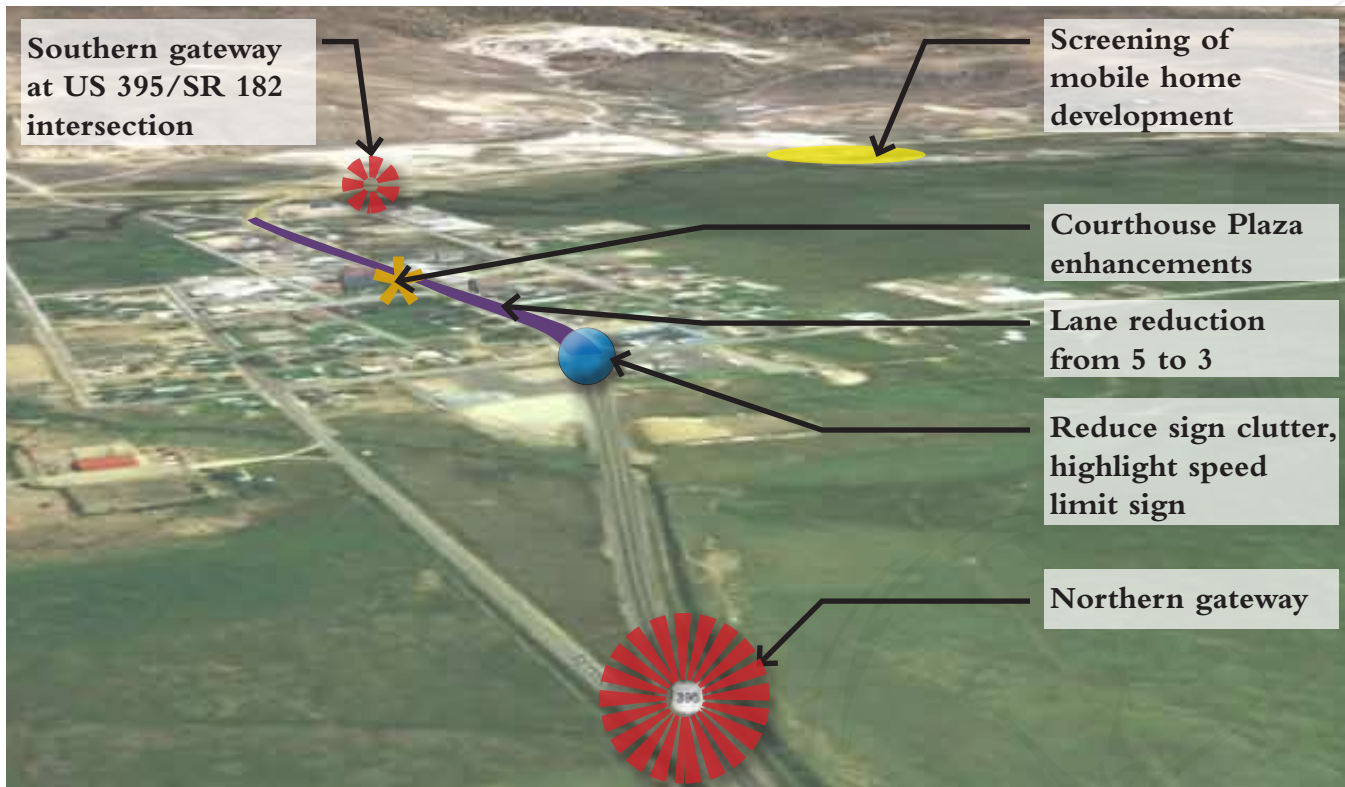 Southern gateway
at US 395/SR 182
intersection
Screening of
mobile home
development
Courthouse Plaza
enhancements
Lane reduction
from 5 to 3
Reduce sign clutter,
highlight speed
limit sign
Northern gateway
395